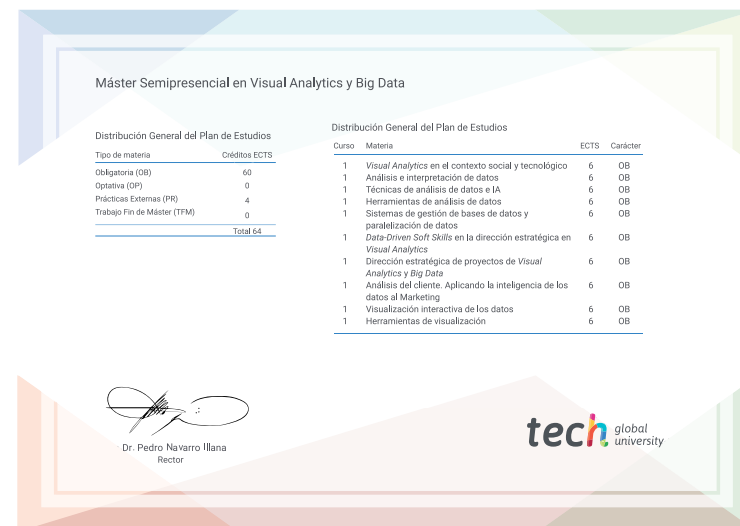 Máster Semipresencial en Visual Analytics y Big Data
Distribución General del Plan de Estudios
Tipo de materia Créditos ECTS
Obligatoria (OB) 60
Optativa (OP) 0
Prácticas Externas (PR) 4
Trabajo Fin de Máster (TFM) 0
Total 64
Distribución General del Plan de Estudios
Curso Materia ECTS Carácter
1 Visual Analytics en el contexto social y tecnológico 6 OB
1 Análisis e interpretación de datos 6 OB
1 Técnicas de análisis de datos e IA 6 OB
1 Herramientas de análisis de datos 6 OB
1 Sistemas de gestión de bases de datos y 6 OB
paralelización de datos
1 Data-Driven Soft Skills en la dirección estratégica en 6 OB
Visual Analytics
1 Dirección estratégica de proyectos de Visual 6 OB
Analytics y Big Data
1 Análisis del cliente. Aplicando la inteligencia de los 6 OB
datos al Marketing
1 Visualización interactiva de los datos 6 OB
1 Herramientas de visualización 6 OB
Dr. Pedro Navarro Illana
Rector
tech global
university